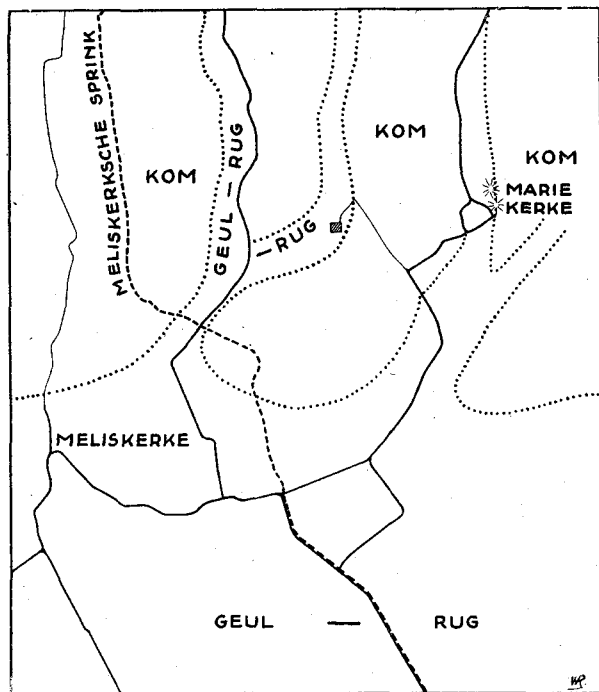 MELISKERKSCHE SPRINK
KOM
GEUL — RUG
— RUG
KOM
KOM
MARIE
KERKE
MELISKERKE
GEUL — RUG